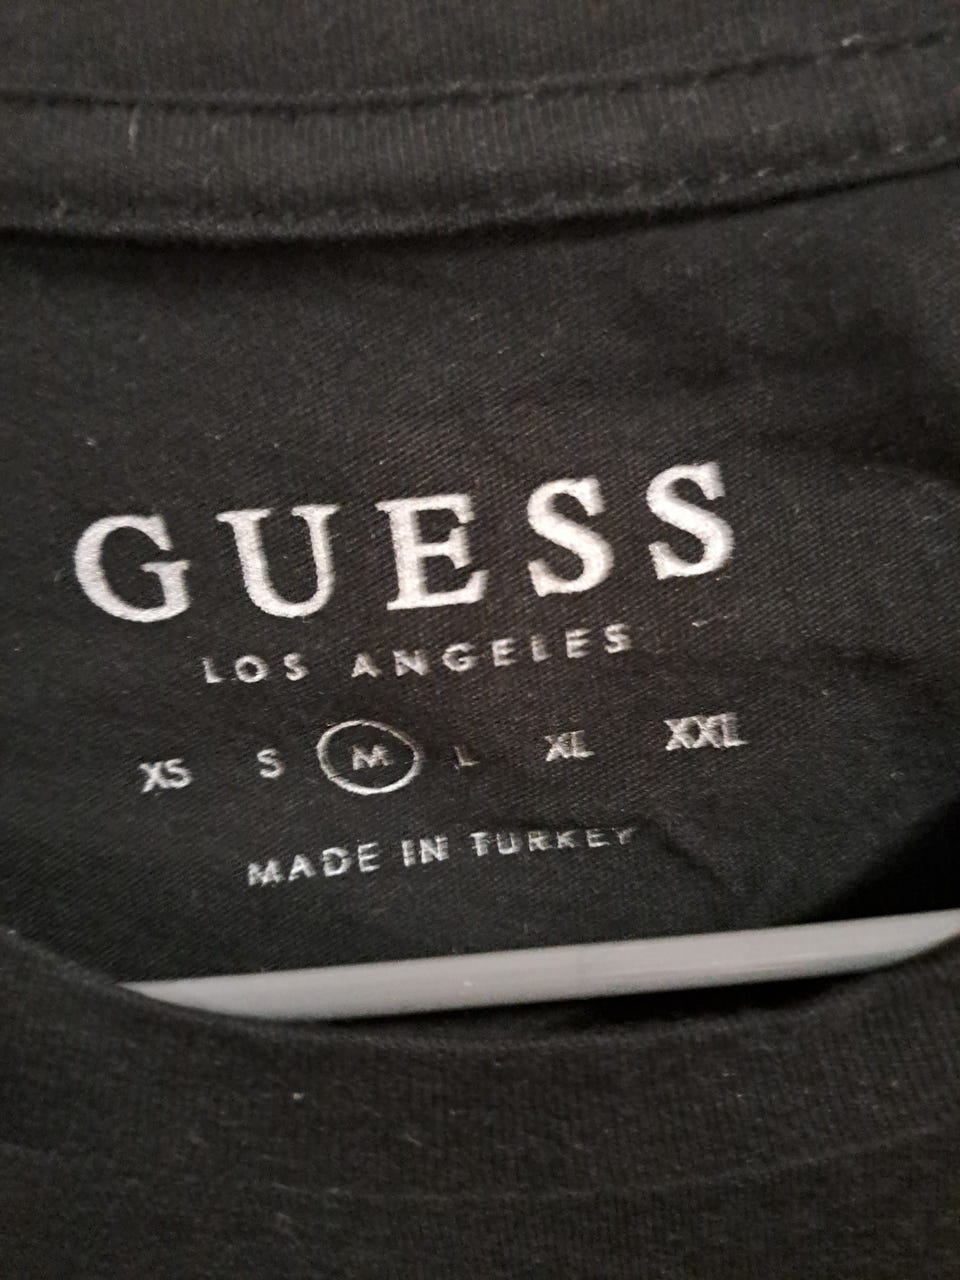 GUESS
LOS ANGELES
XS S M L XL XXL
MADE IN TURKEY